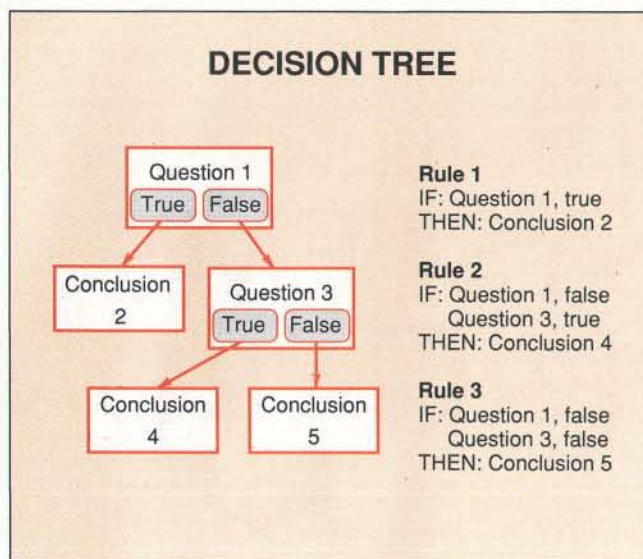 DECISION TREE
Question 1
True False
Conclusion
2
Question 3
True False
Conclusion
4
Conclusion
5
Rule 1
IF: Question 1, true
THEN: Conclusion 2
Rule 2
IF: Question 1, false
Question 3, true
THEN: Conclusion 4
Rule 3
IF: Question 1, false
Question 3, false
THEN: Conclusion 5